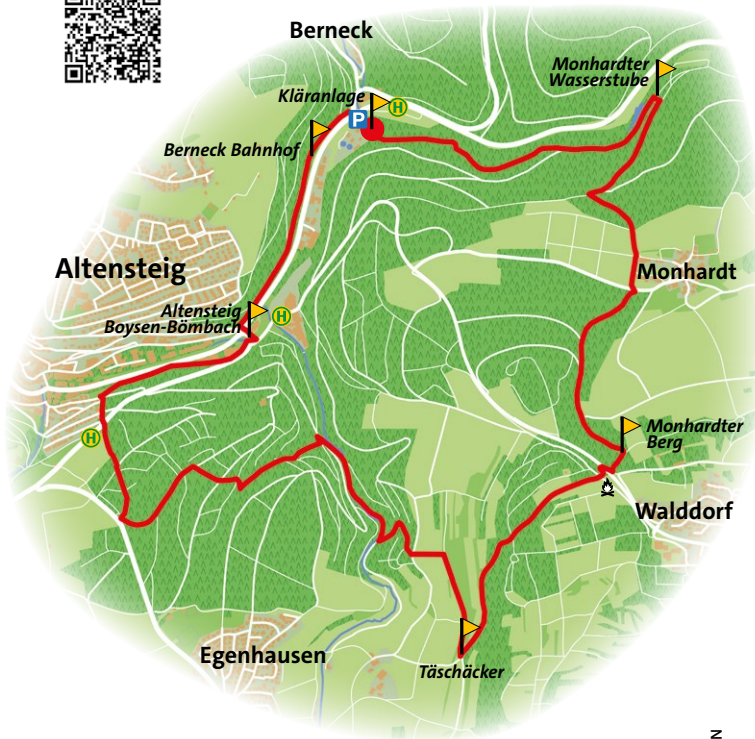 Berneck
Monhardter
Wasserstube
Kläranlage
H
P
Berneck Bahnhof
Altensteig
Monhardt
Altensteig
Boysen-Bömbach
H
H
Monhardter
Berg
Walddorf
Egenhausen
Täschäcker
N